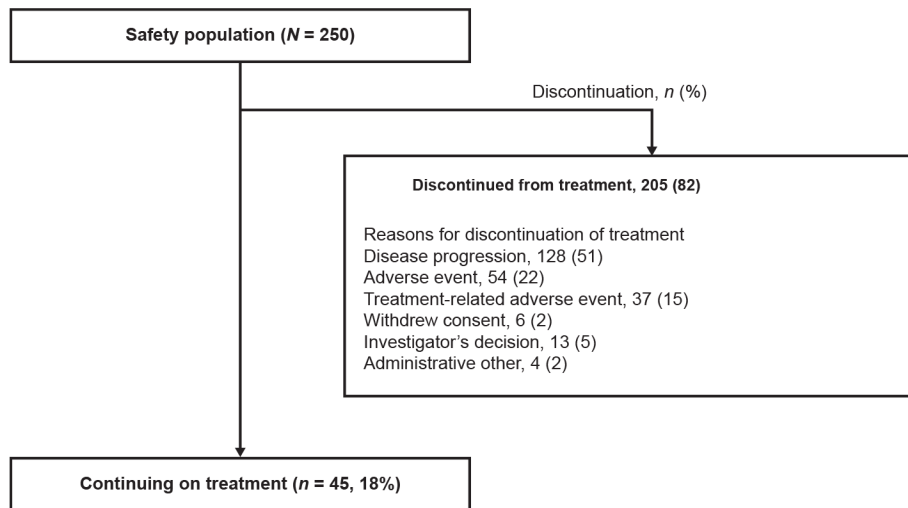 Safety population (N = 250)
Discontinuation, n (%)
Discontinued from treatment, 205 (82)
Reasons for discontinuation of treatment
Disease progression, 128 (51)
Adverse event, 54 (22)
Treatment-related adverse event, 37 (15)
Withdrew consent, 6 (2)
Investigator’s decision, 13 (5)
Administrative other, 4 (2)
Continuing on treatment (n = 45, 18%)